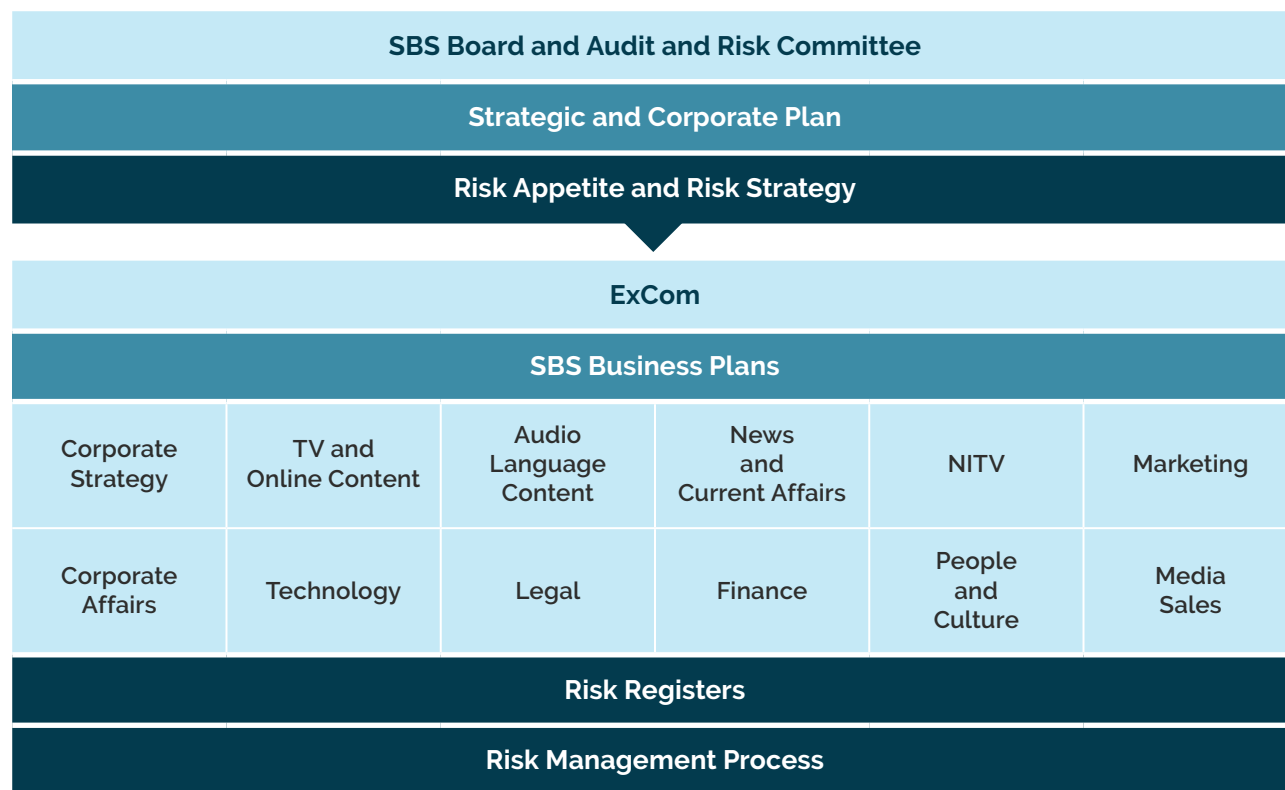 SBS Board and Audit and Risk Committee
Strategic and Corporate Plan
Risk Appetite and Risk Strategy
ExCom
SBS Business Plans
Corporate
Strategy
TV and
Online Content
Audio
Language
Content
News
and
Current Affairs
NITV
Marketing
Corporate
Affairs
Technology
Legal
Finance
People
and
Culture
Media
Sales
Risk Registers
Risk Management Process